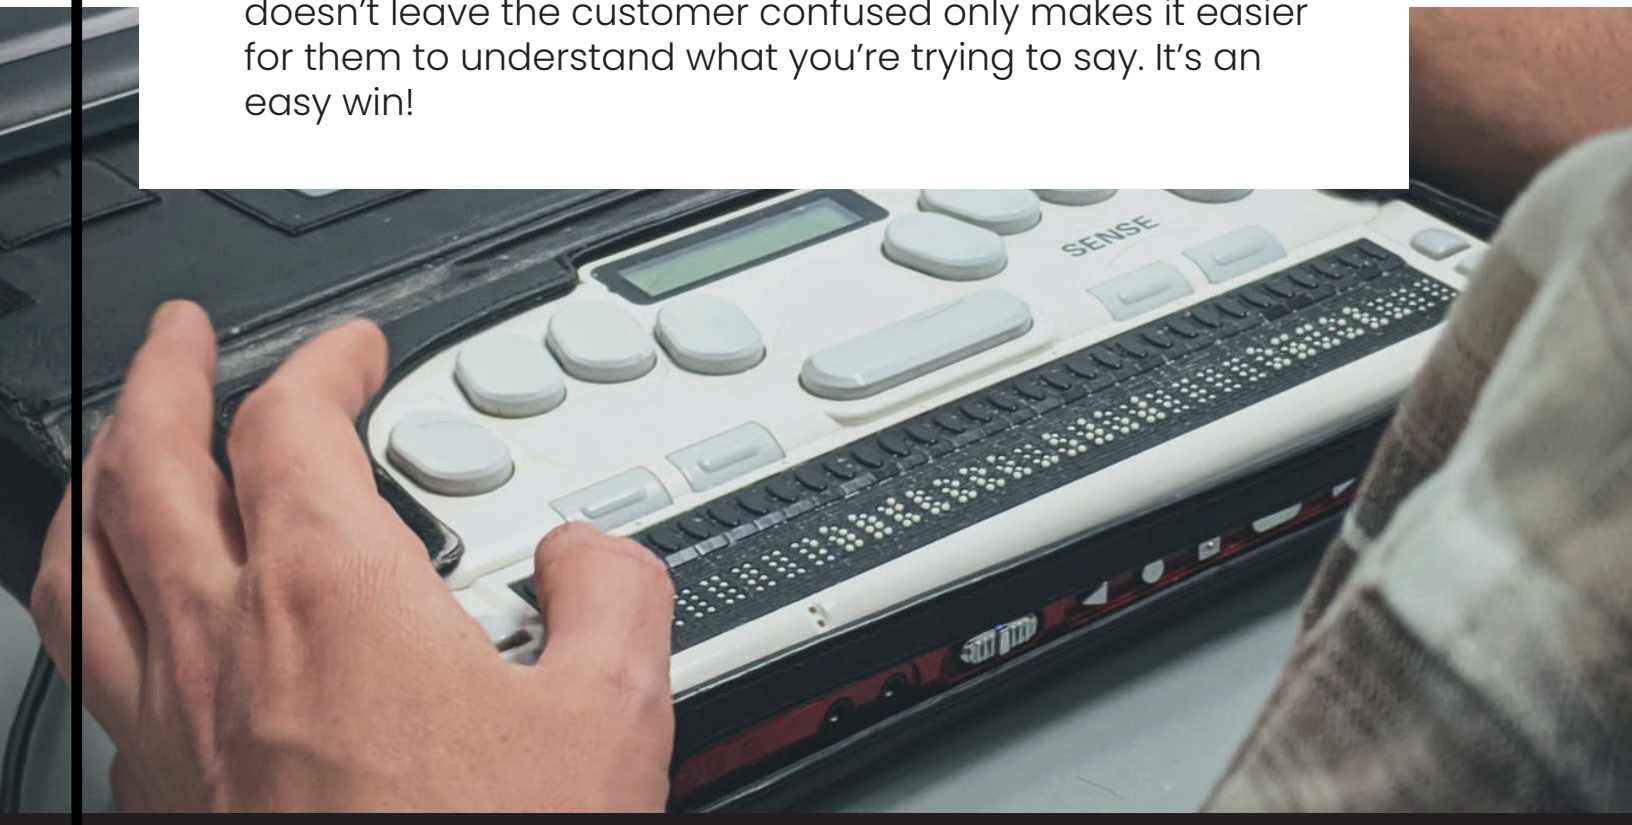 doesn’t leave the customer confused only makes it easier
for them to understand what you’re trying to say. It’s an
easy win!
SENSE